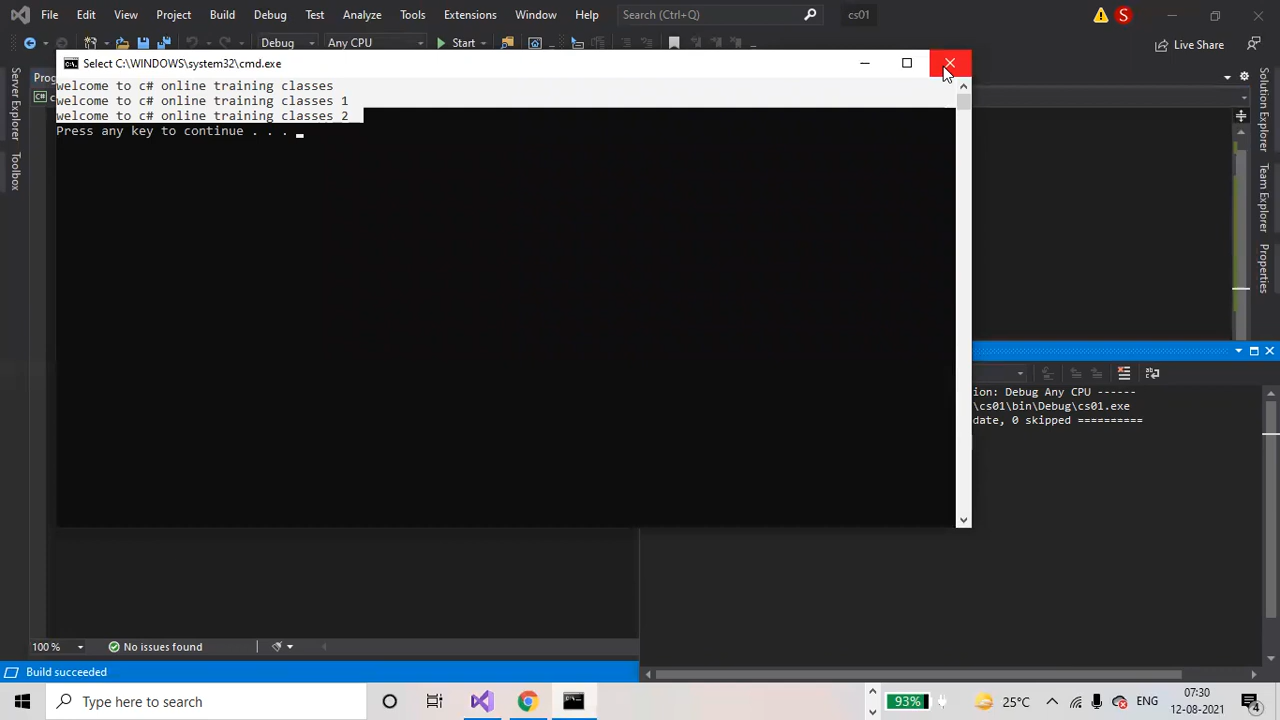 File Edit View Project Build Debug Test Analyze Tools Extensions Window Help Search (Ctrl+Q) cs01 S
Debug Any CPU Start Live Share
Select C:\WINDOWS\system32\cmd.exe
Prog
c
welcome to c# online training classes
welcome to c# online training classes 1
welcome to c# online training classes 2
Press any key to continue . . .
Server Explorer
Toolbox
Solution Explorer
Team Explorer
Properties
ion: Debug Any CPU ------
\cs01\bin\Debug\cs01.exe
date, 0 skipped ==========
100 % No issues found
Build succeeded
Type here to search 93% 25°C ENG 07:30
12-08-2021
4